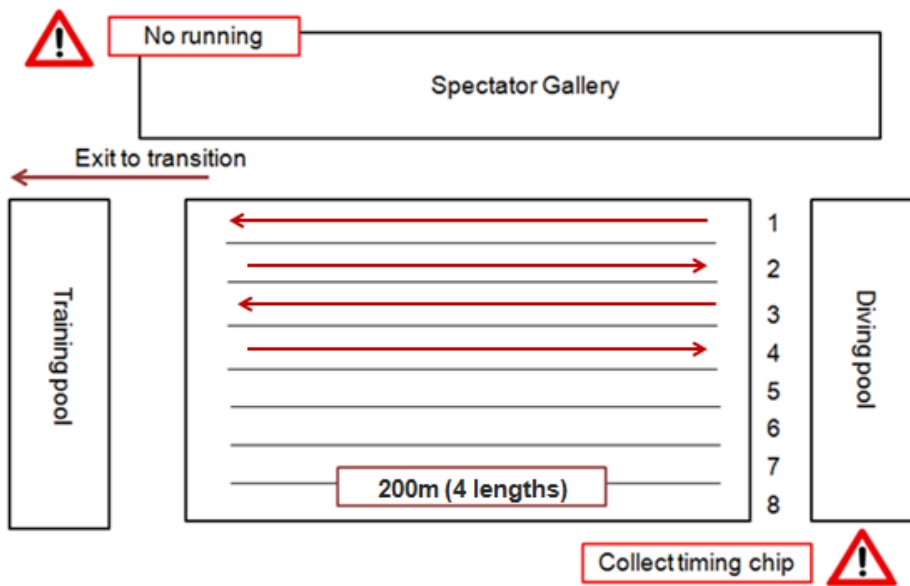 No running
Spectator Gallery
Exit to transition
Training pool
1
2
3
4
5
6
7
8
Diving pool
200m (4 lengths)
Collect timing chip